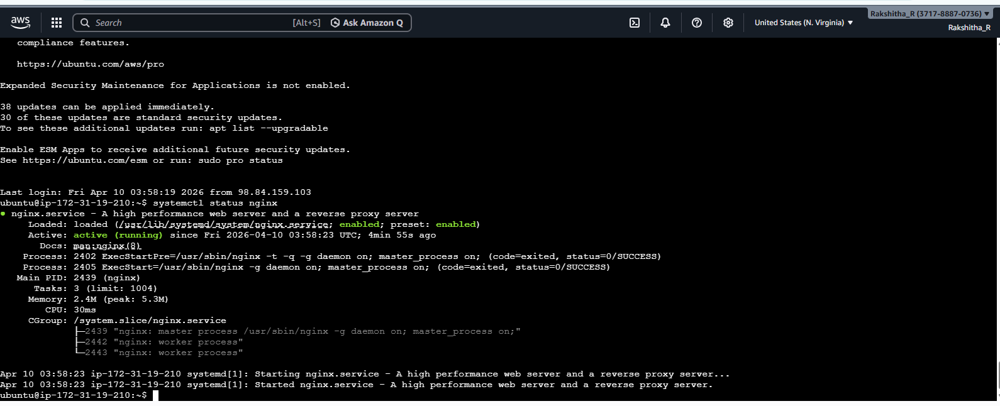 aws
Search [Alt+S] Ask Amazon Q United States (N. Virginia) ▼ Rakshitha_R (3717-8887-0736) ▼
Rakshitha_R
compliance features.
https://ubuntu.com/aws/pro
Expanded Security Maintenance for Applications is not enabled.
38 updates can be applied immediately.
30 of these updates are standard security updates.
To see these additional updates run: apt list --upgradable
Enable ESM Apps to receive additional future security updates.
See https://ubuntu.com/esm or run: sudo pro status
Last login: Fri Apr 10 03:58:19 2026 from 98.84.159.103
ubuntu@ip-172-31-19-210:~$ systemctl status nginx
● nginx.service - A high performance web server and a reverse proxy server
Loaded: loaded (/usr/lib/systemd/system/nginx.service; enabled; preset: enabled)
Active: active (running) since Fri 2026-04-10 03:58:23 UTC; 4min 55s ago
Docs: man:nginx(8)
Process: 2402 ExecStartPre=/usr/sbin/nginx -t -q -g daemon on; master_process on; (code=exited, status=0/SUCCESS)
Process: 2405 ExecStart=/usr/sbin/nginx -g daemon on; master_process on; (code=exited, status=0/SUCCESS)
Main PID: 2439 (nginx)
Tasks: 3 (limit: 1004)
Memory: 2.4M (peak: 5.3M)
CPU: 30ms
CGroup: /system.slice/nginx.service
├─2439 "nginx: master process /usr/sbin/nginx -g daemon on; master_process on;"
├─2442 "nginx: worker process"
└─2443 "nginx: worker process"
Apr 10 03:58:23 ip-172-31-19-210 systemd[1]: Starting nginx.service - A high performance web server and a reverse proxy server...
Apr 10 03:58:23 ip-172-31-19-210 systemd[1]: Started nginx.service - A high performance web server and a reverse proxy server.
ubuntu@ip-172-31-19-210:~$